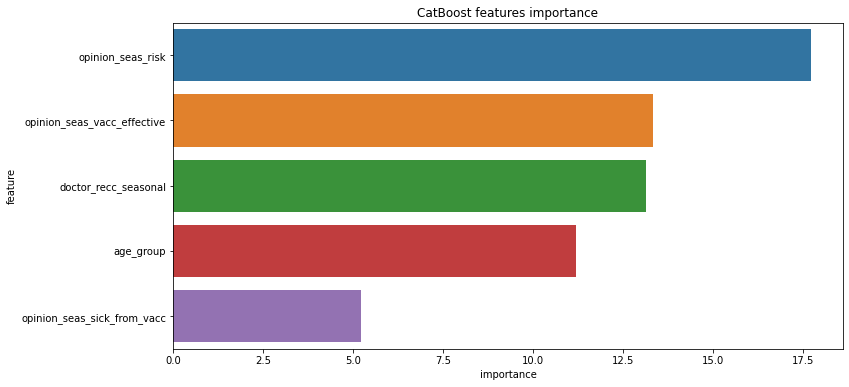 CatBoost features importance
feature
opinion_seas_risk
opinion_seas_vacc_effective
doctor_recc_seasonal
age_group
opinion_seas_sick_from_vacc
0.0 2.5 5.0 7.5 10.0 12.5 15.0 17.5
importance